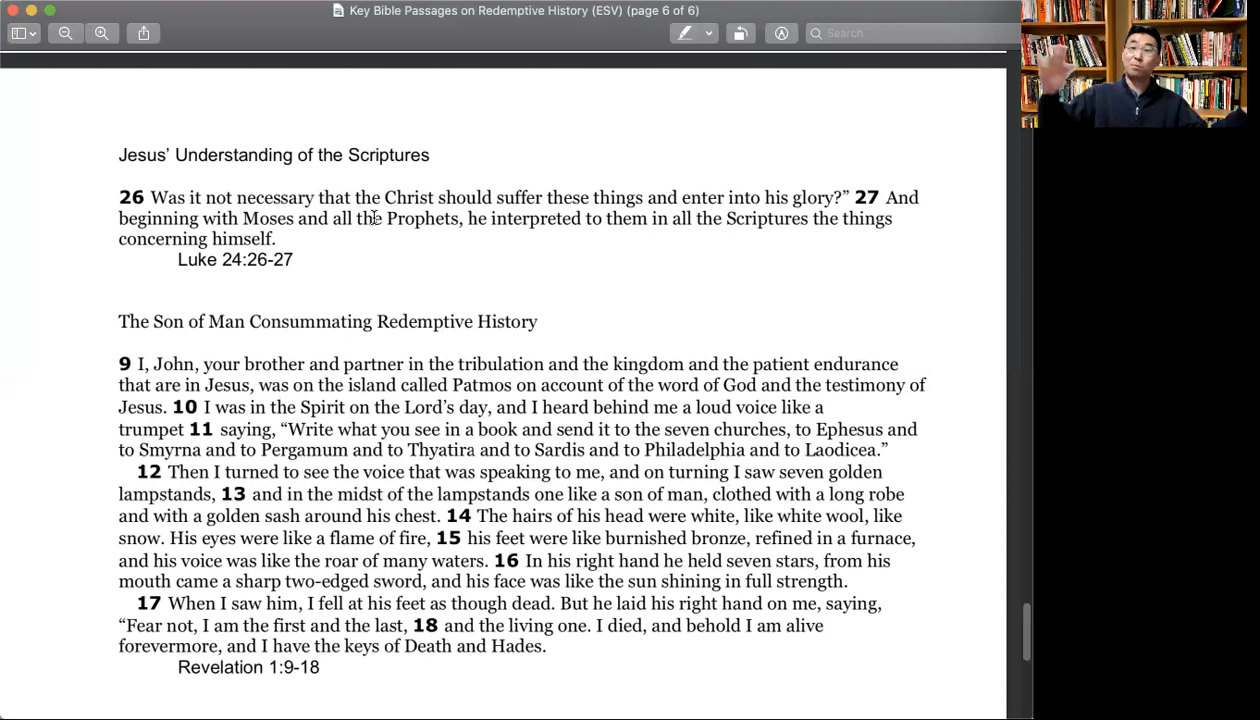 Key Bible Passages on Redemptive History (ESV) (page 6 of 6)
Search
Jesus' Understanding of the Scriptures
26 Was it not necessary that the Christ should suffer these things and enter into his glory?” 27 And
beginning with Moses and all the Prophets, he interpreted to them in all the Scriptures the things
concerning himself.
Luke 24:26-27
The Son of Man Consummating Redemptive History
9 I, John, your brother and partner in the tribulation and the kingdom and the patient endurance
that are in Jesus, was on the island called Patmos on account of the word of God and the testimony of
Jesus. 10 I was in the Spirit on the Lord’s day, and I heard behind me a loud voice like a
trumpet 11 saying, “Write what you see in a book and send it to the seven churches, to Ephesus and
to Smyrna and to Pergamum and to Thyatira and to Sardis and to Philadelphia and to Laodicea.”
12 Then I turned to see the voice that was speaking to me, and on turning I saw seven golden
lampstands, 13 and in the midst of the lampstands one like a son of man, clothed with a long robe
and with a golden sash around his chest. 14 The hairs of his head were white, like white wool, like
snow. His eyes were like a flame of fire, 15 his feet were like burnished bronze, refined in a furnace,
and his voice was like the roar of many waters. 16 In his right hand he held seven stars, from his
mouth came a sharp two-edged sword, and his face was like the sun shining in full strength.
17 When I saw him, I fell at his feet as though dead. But he laid his right hand on me, saying,
“Fear not, I am the first and the last, 18 and the living one. I died, and behold I am alive
forevermore, and I have the keys of Death and Hades.
Revelation 1:9-18